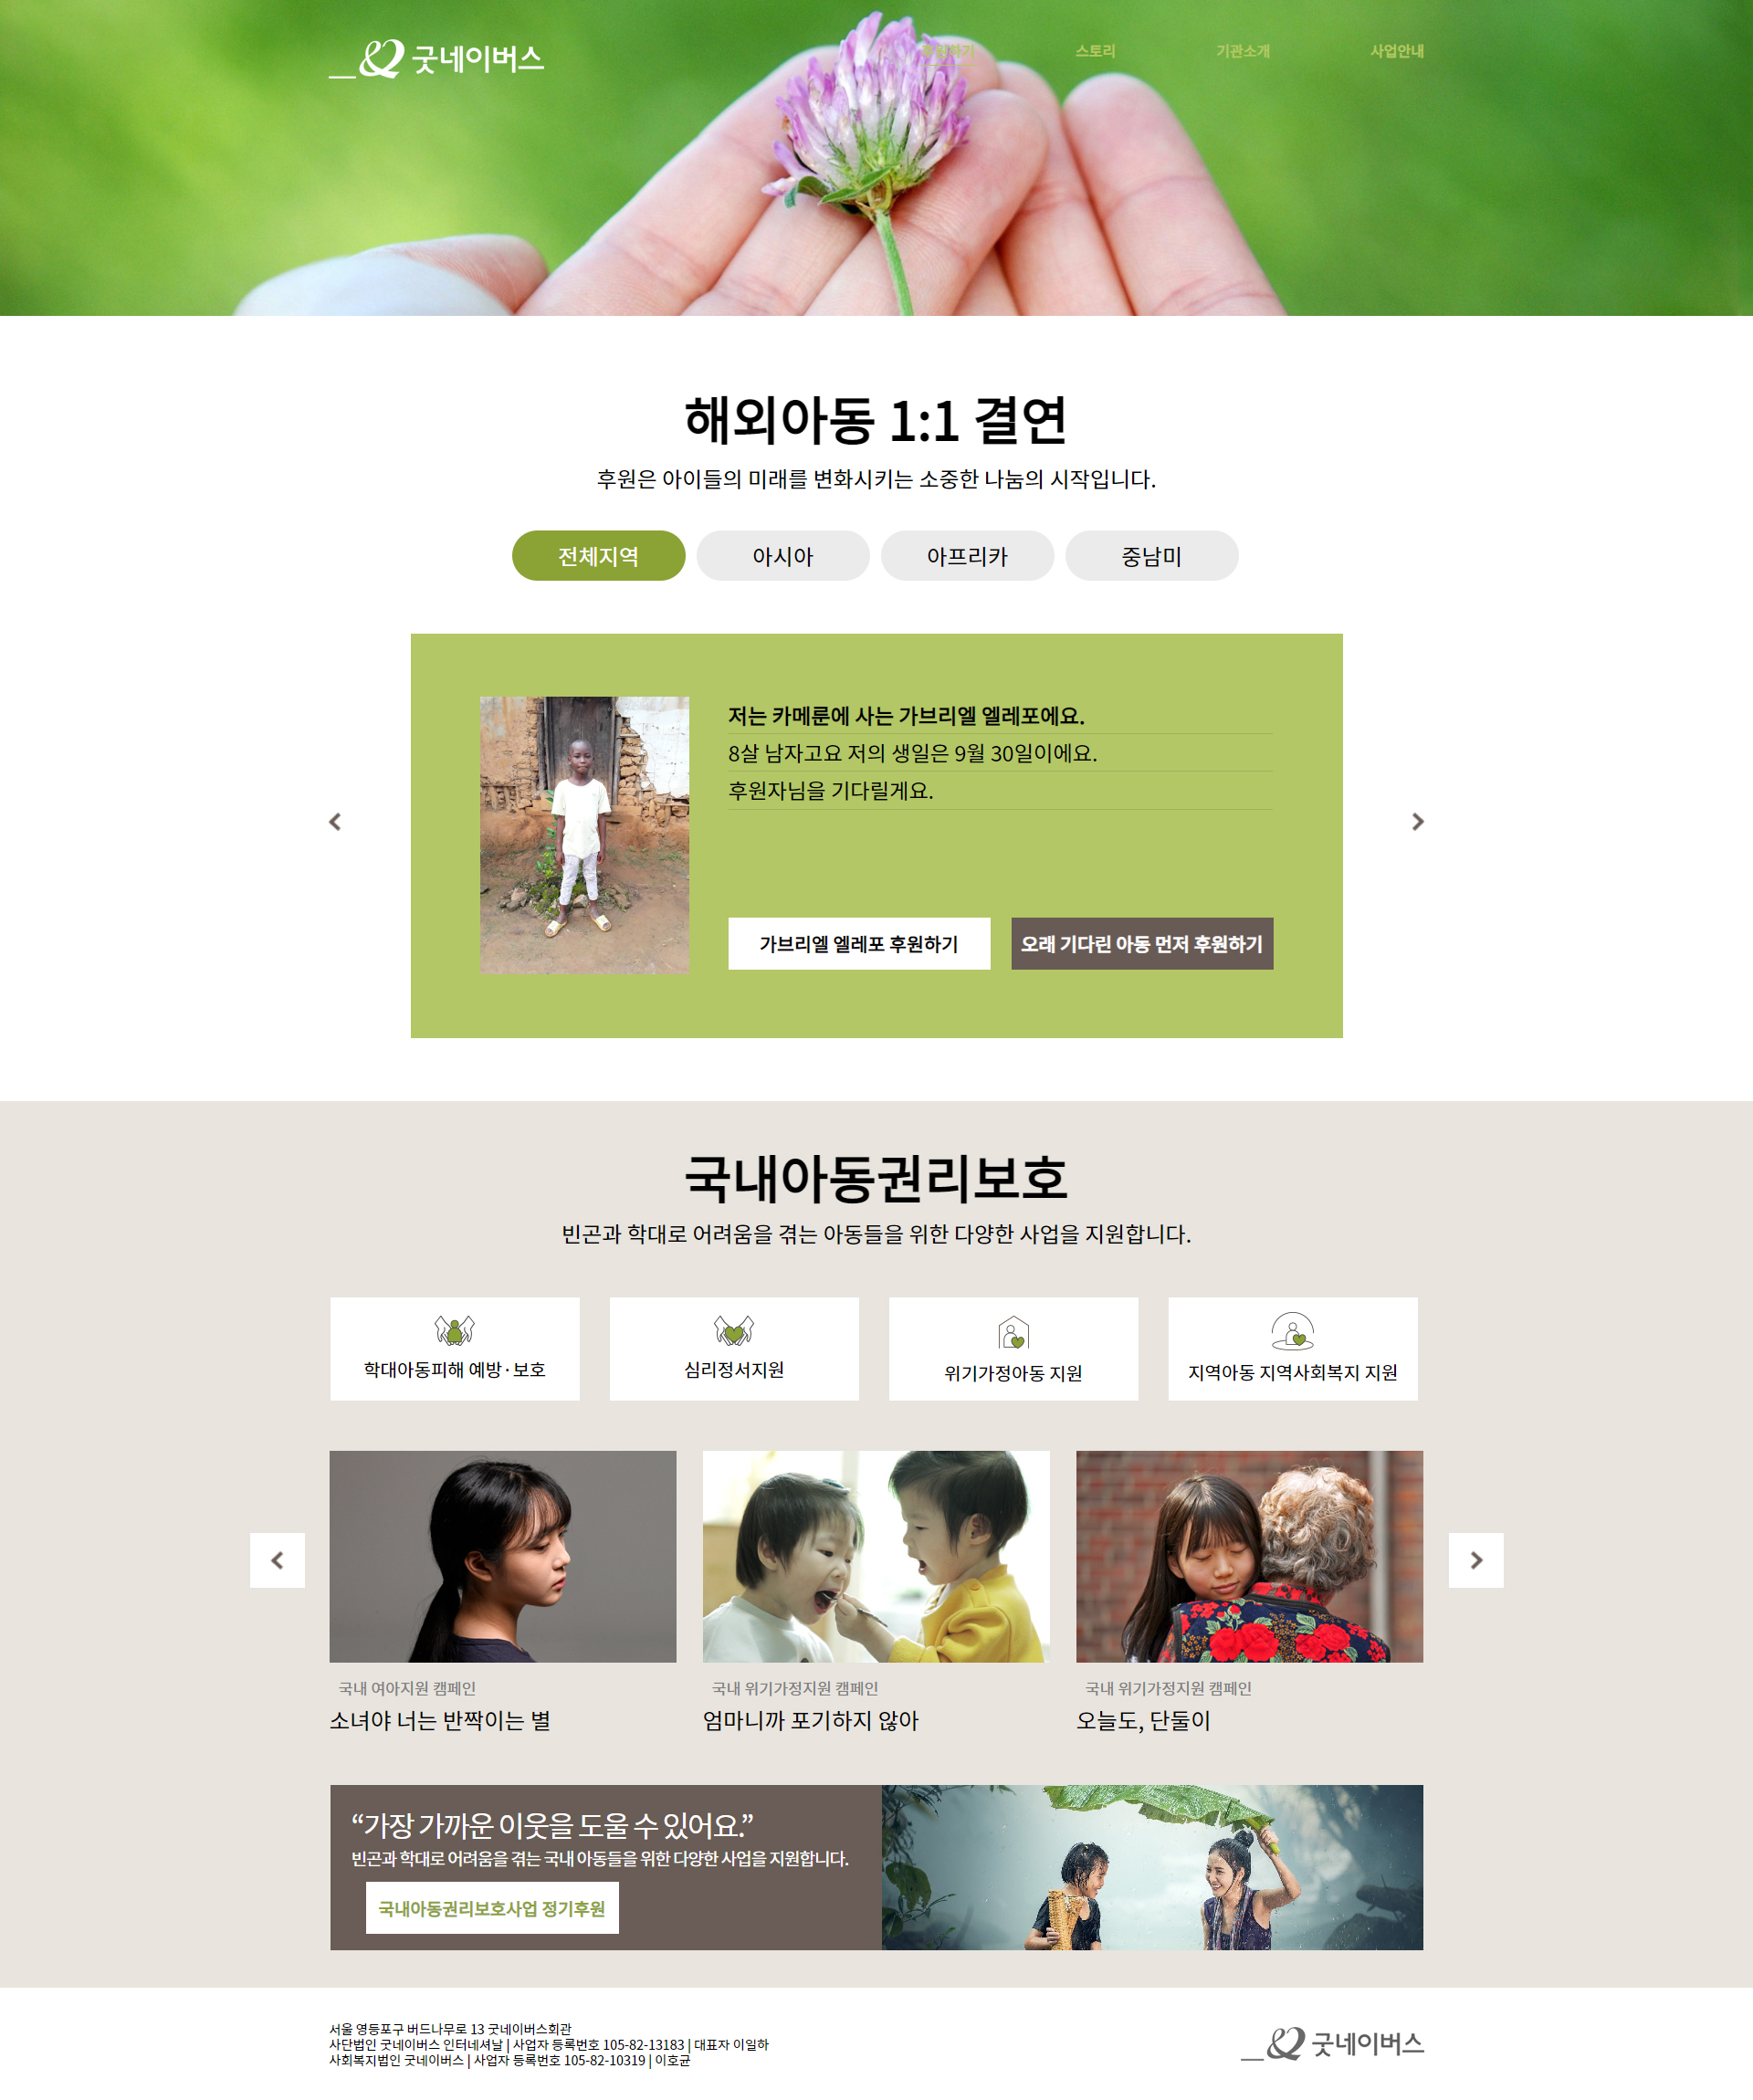 굿네이버스
후원하기
스토리
기관소개
사업안내
해외아동 1:1 결연
후원은 아이들의 미래를 변화시키는 소중한 나눔의 시작입니다.
전체지역
아시아
아프리카
중남미
저는 카메룬에 사는 가브리엘 엘레포에요.
8살 남자고요 저의 생일은 9월 30일이에요.
후원자님을 기다릴게요.
가브리엘 엘레포 후원하기
오래 기다린 아동 먼저 후원하기
국내아동권리보호
빈곤과 학대로 어려움을 겪는 아동들을 위한 다양한 사업을 지원합니다.
학대아동피해 예방·보호
심리정서지원
위기가정아동 지원
지역아동 지역사회복지 지원
국내 여아지원 캠페인
소녀야 너는 반짝이는 별
국내 위기가정지원 캠페인
엄마니까 포기하지 않아
국내 위기가정지원 캠페인
오늘도, 단둘이
“가장 가까운 이웃을 도울 수 있어요.”
빈곤과 학대로 어려움을 겪는 국내 아동들을 위한 다양한 사업을 지원합니다.
국내아동권리보호사업 정기후원
서울 영등포구 버드나무로 13 굿네이버스회관
사단법인 굿네이버스 인터네셔날 | 사업자 등록번호 105-82-13183 | 대표자 이일하
사회복지법인 굿네이버스 | 사업자 등록번호 105-82-10319 | 이호균
굿네이버스